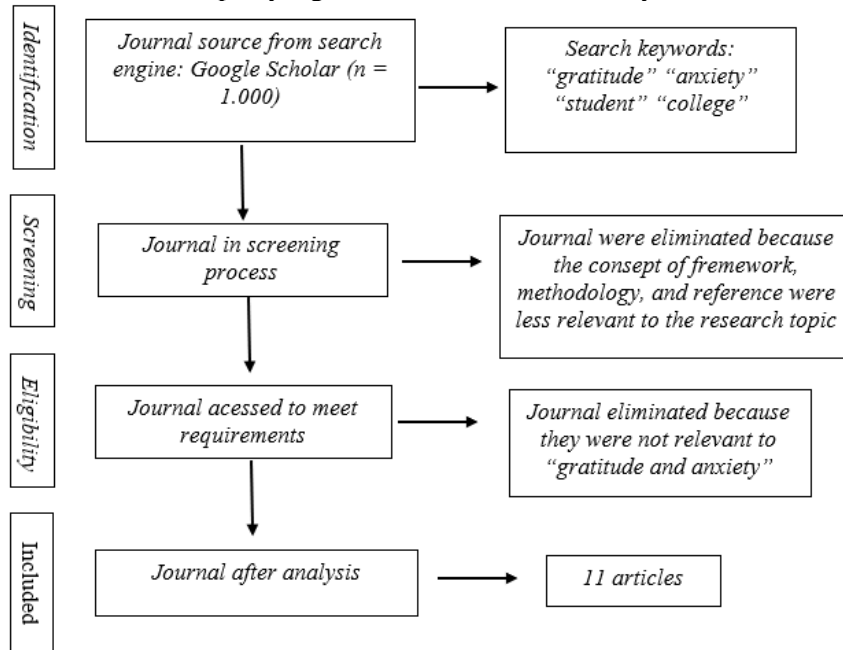 Identification
Journal source from search
engine: Google Scholar (n =
1.000)
Search keywords:
“gratitude” “anxiety”
“student” “college”
Screening
Journal in screening
process
Journal were eliminated because
the consept of fremework,
methodology, and reference were
less relevant to the research topic
Eligibility
Journal acessed to meet
requirements
Journal eliminated because
they were not relevant to
“gratitude and anxiety”
Included
Journal after analysis
11 articles